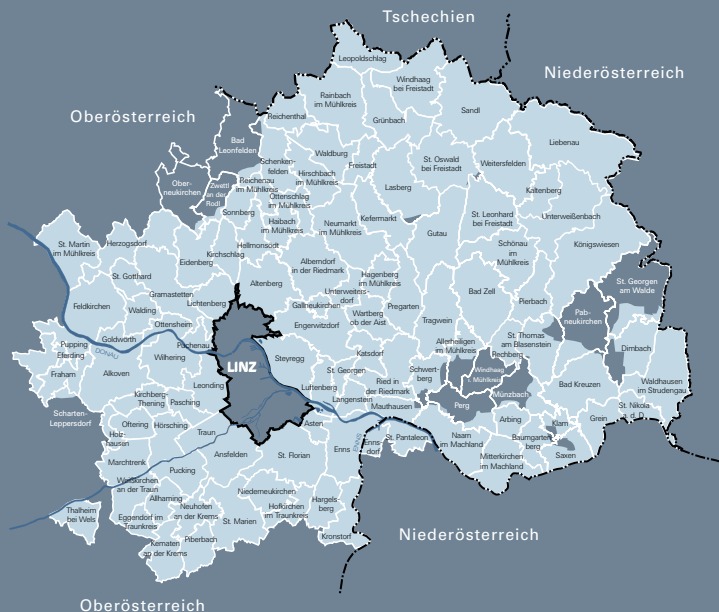 Tschechien
Niederösterreich
Oberösterreich
Leopoldschlag
Windhaag
bei Freistadt
Rainbach
im Mühlkreis
Sandl
Reichenthal
Grünbach
Bad
Leonfelden
Liebenau
Waldburg
Schenken-
felden
Freistadt
St. Oswald
bei Freistadt
Weitersfelden
Hirschbach
im Mühlkreis
Ober-
neukirchen
Zwettl
an der
Rodl
Reichenau
im Mühlkreis
Lasberg
Kaltenberg
Ottenschlag
im Mühlkreis
Sonnberg
Haibach
im Mühlkreis
Neumarkt
im Mühlkreis
Kefermarkt
St. Leonhard
bei Freistadt
Unterweißenbach
Gutau
St. Martin
im Mühlkreis
Herzogsdorf
Hellmonsödt
Kirchschlag
Eidenberg
Schönau
im
Mühlkreis
Königswiesen
St. Gotthard
Alberndorf
in der Riedmark
Hagenberg
im Mühlkreis
Altenberg
Bad Zell
St. Georgen
am Walde
Gramastetten
Unterweiters-
dorf
Lichtenberg
Feldkirchen
Walding
Gallneukirchen
Pregarten
Pierbach
Wartberg
ob der Aist
Pab-
neukirchen
Ottensheim
Engerwitzdorf
Tragwein
Goldwörth
Puchenau
Allerheiligen
im Mühlkreis
St. Thomas
am Blasenstein
Pupping
Eferding
DONAU
Wilhering
Steyregg
Katsdorf
Rechberg
Dimbach
LINZ
Fraham
Alkoven
Leonding
St. Georgen
Schwert-
berg
Windhaag
i. Mühlkreis
Luftenberg
Ried in
der Riedmark
Bad Kreuzen
Waldhausen
im Strudengau
Kirchberg-
Thening
Pasching
Langenstein
Mauthausen
Münzbach
Perg
Scharten-
Leppersdorf
St. Nikola
a. d. D.
Oftering
Hörsching
Asten
Arbing
Klam
Grein
Holz-
hausen
Traun
Enns
ENNS
Enns-
dorf
St. Pantaleon
Naarn
im Machland
Baumgarten-
berg
Ansfelden
St. Florian
Saxen
Marchtrenk
Pucking
Mitterkirchen
im Machland
Weißkirchen
an der Traun
Niederneukirchen
Allhaming
Hargels-
berg
Thalheim
bei Wels
Neuhofen
an der Krems
Hofkirchen
im Traunkreis
Eggendorf im
Traunkreis
St. Marien
Kronstorf
Niederösterreich
Piberbach
Kematen
an der Krems
Oberösterreich